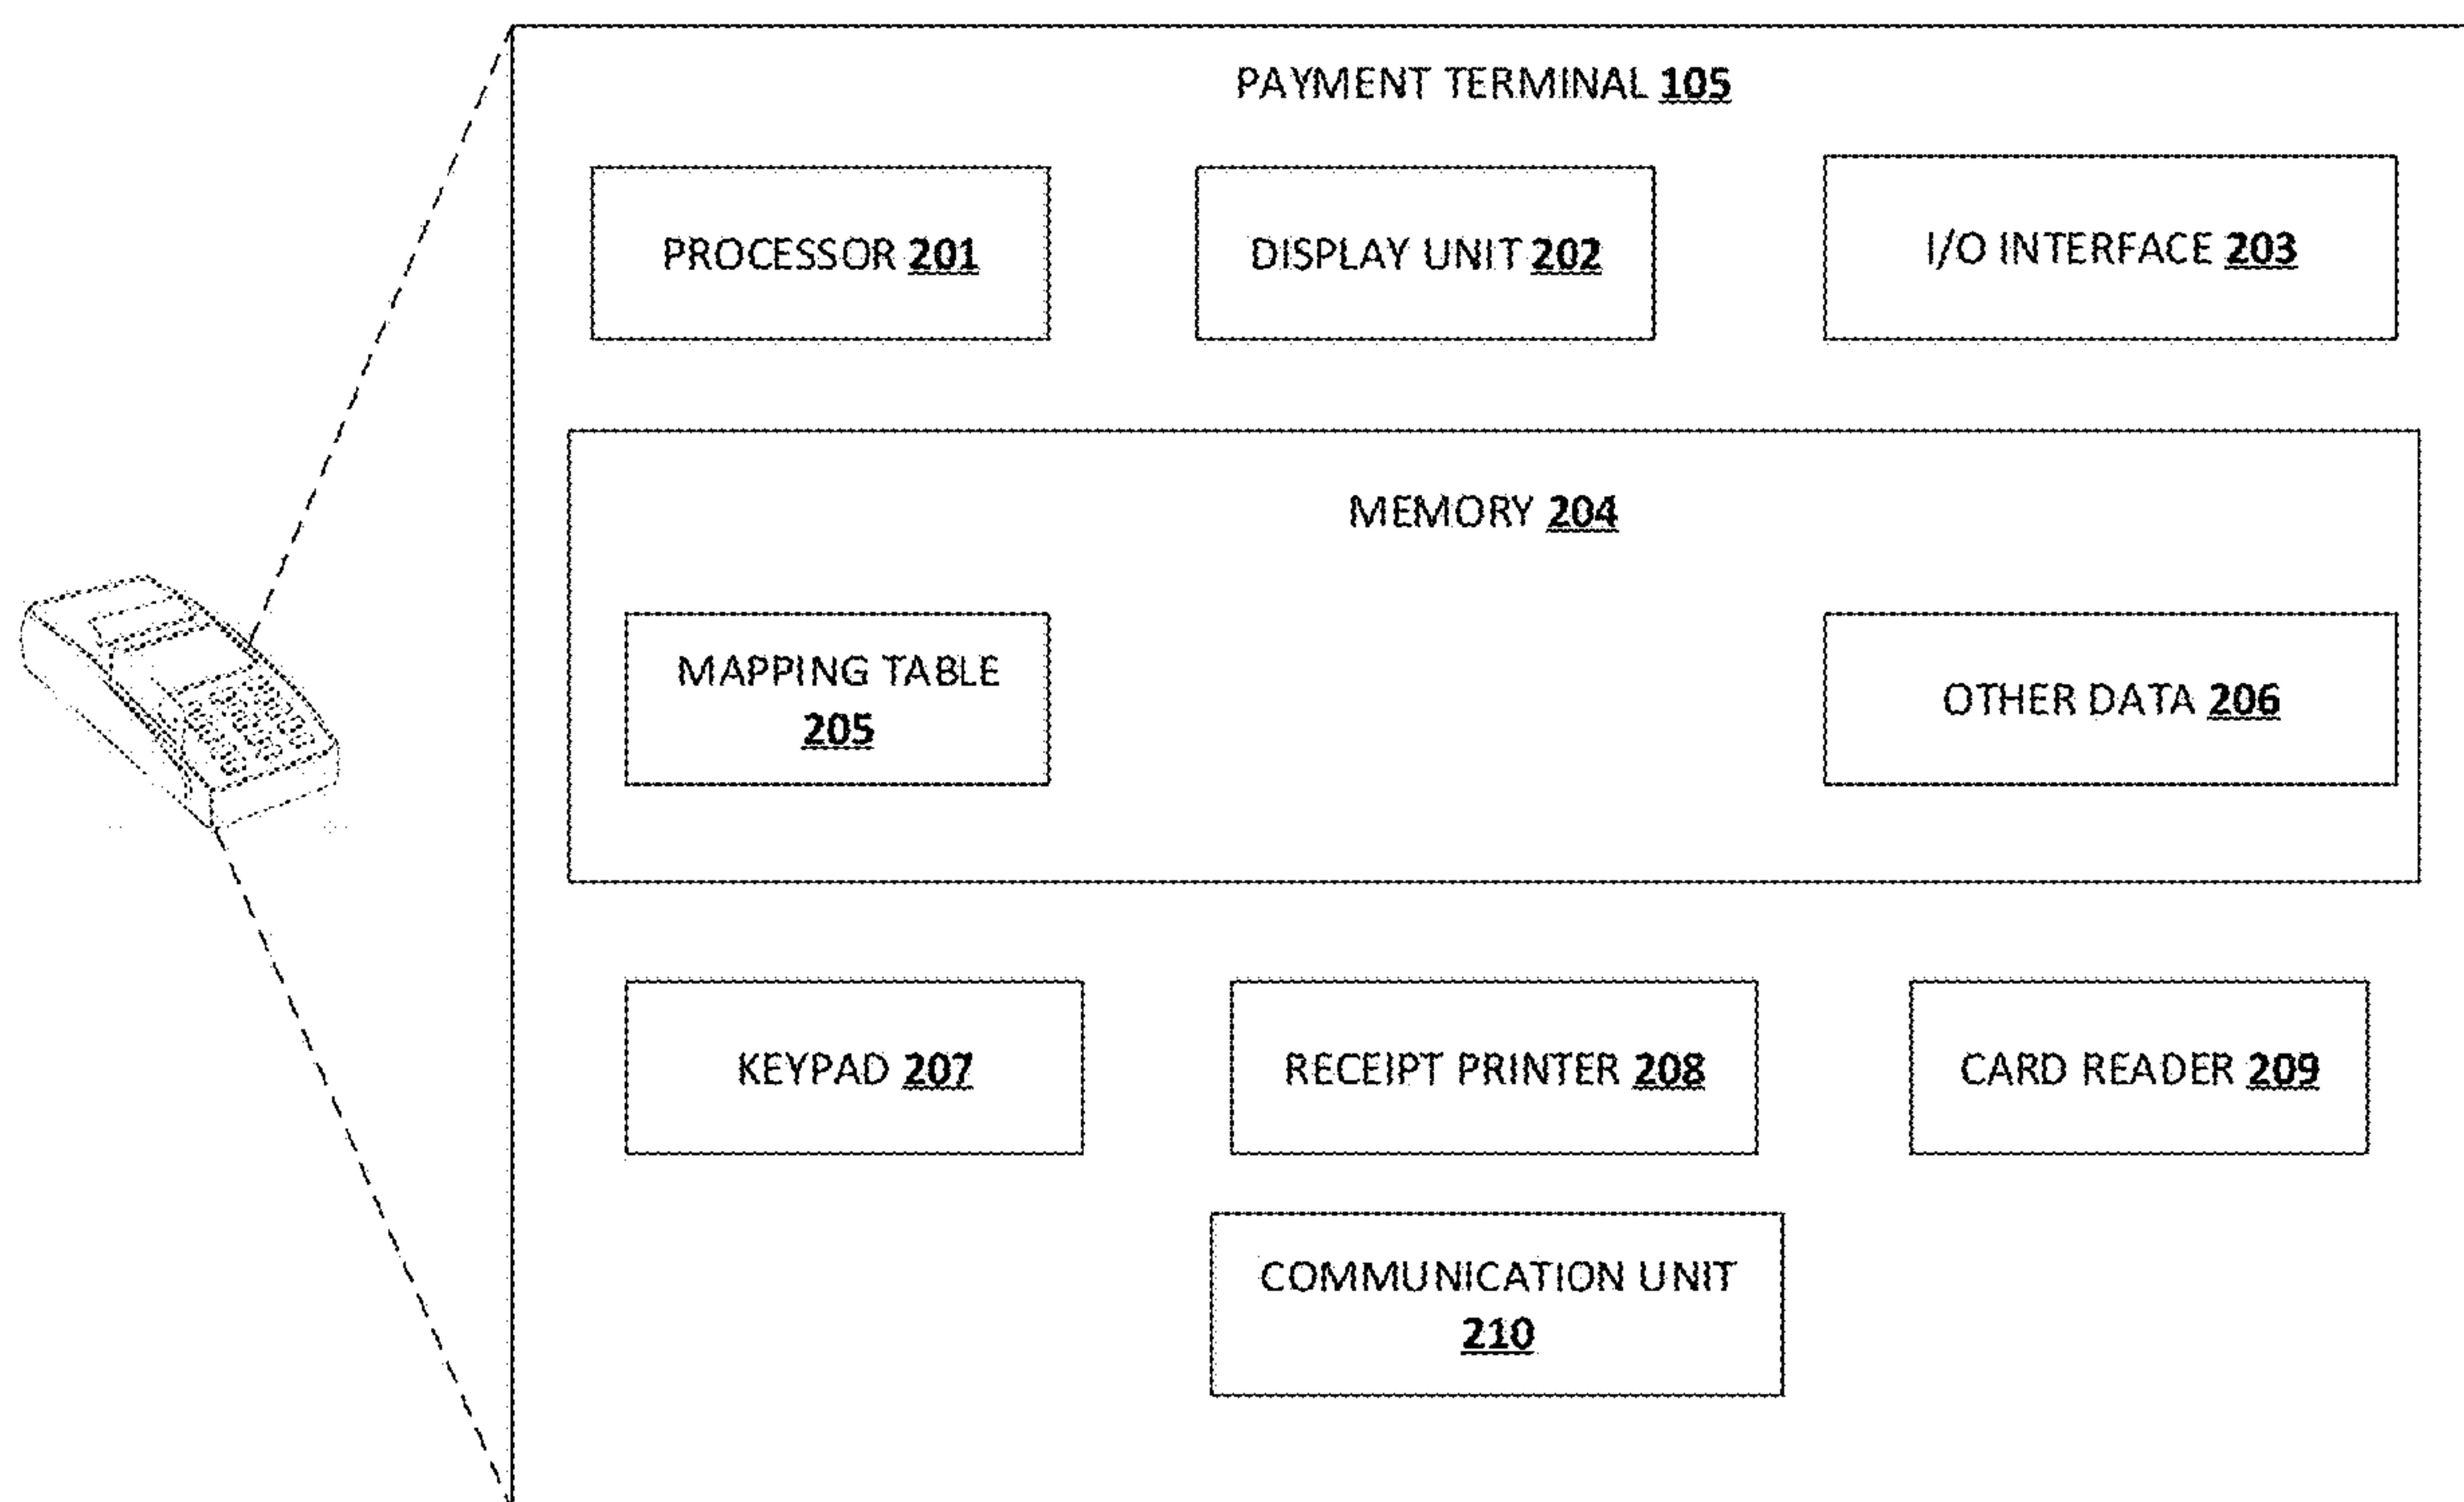 PAYMENT TERMINAL 105
PROCESSOR 201
DISPLAY UNIT 202
I/O INTERFACE 203
MEMORY 204
MAPPING TABLE
205
OTHER DATA 206
KEYPAD 207
RECEIPT PRINTER 208
CARD READER 209
COMMUNICATION UNIT
210